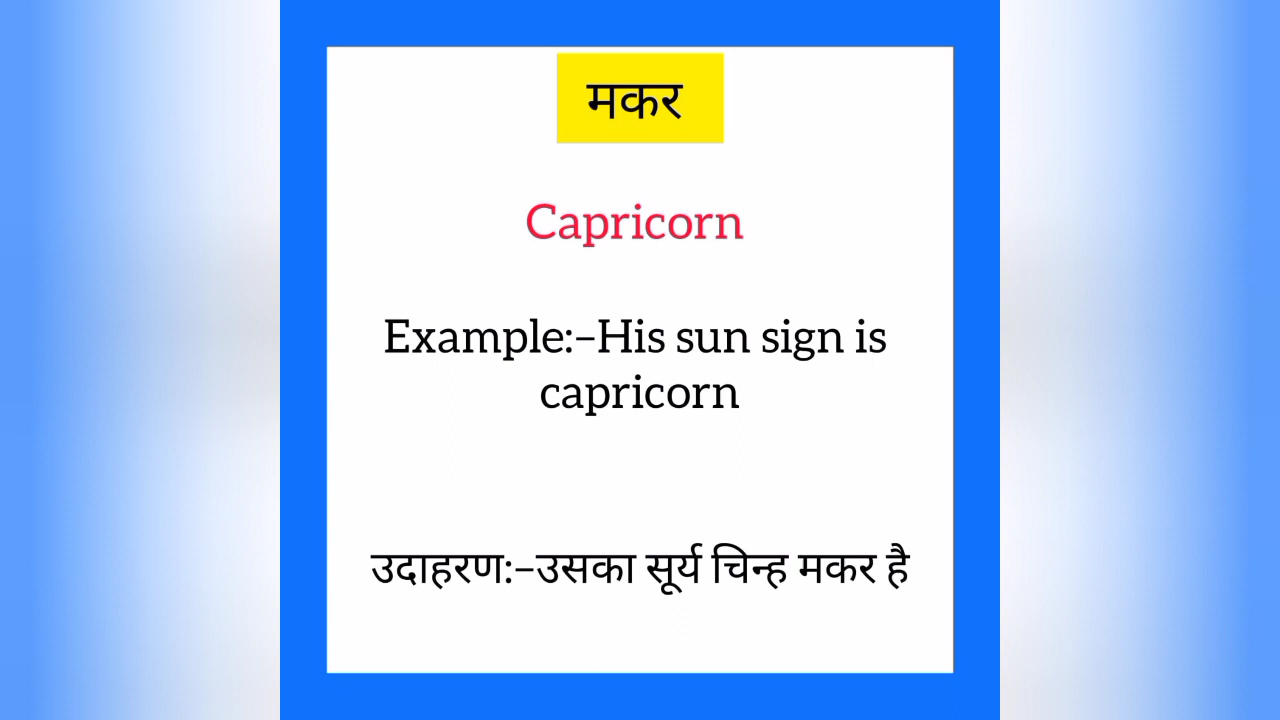 मकर
Capricorn
Example:–His sun sign is
capricorn
उदाहरण:–उसका सूर्य चिन्ह मकर है